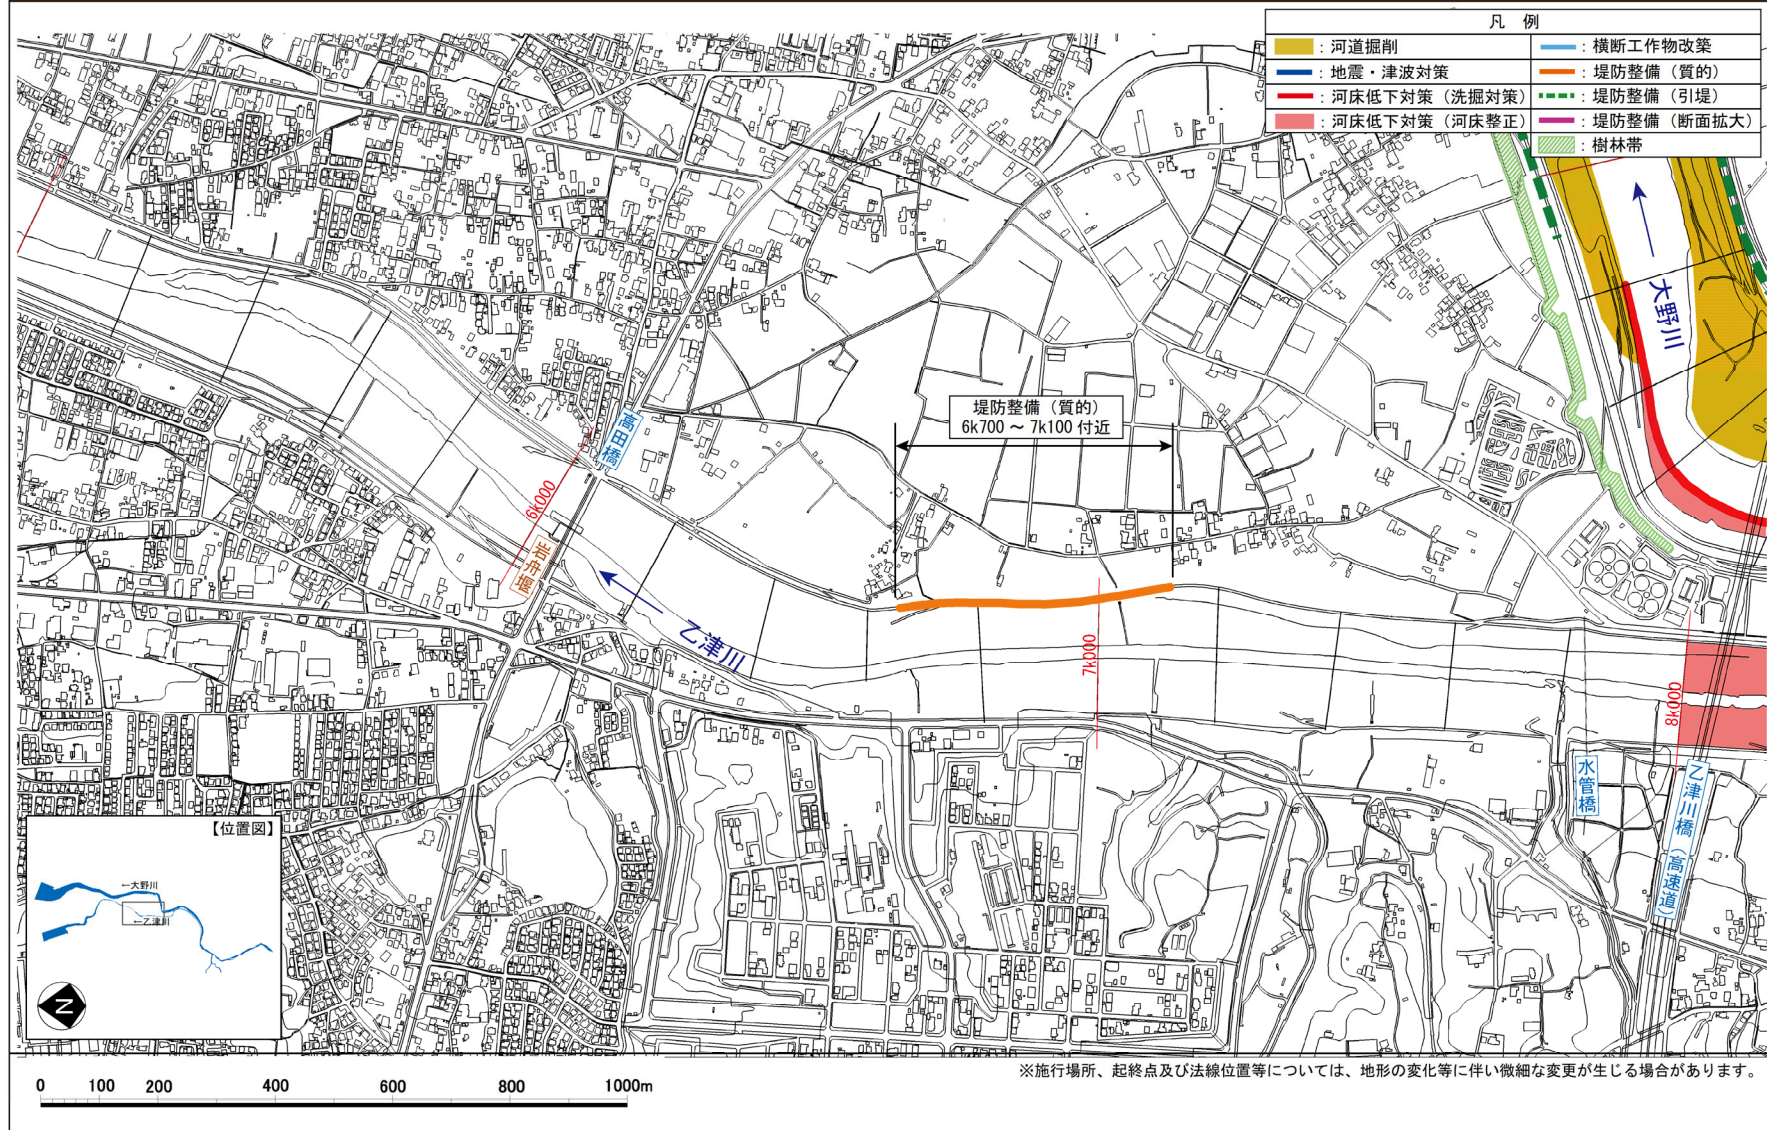 凡 例
：河道掘削
：横断工作物改築
：地震・津波対策
：堤防整備（質的）
：河床低下対策（洗掘対策）
：堤防整備（引堤）
：河床低下対策（河床整正）
：堤防整備（断面拡大）
：樹林帯
大野川
堤防整備（質的）
6k700 ～ 7k100 付近
高田橋
6k000
岩舟堰
乙津川
7k000
8k000
水管橋
乙津川橋（高速道）
【位置図】
←大野川
←乙津川
N
※施行場所、起終点及び法線位置等については、地形の変化等に伴い微細な変更が生じる場合があります。
0 100 200 400 600 800 1000m